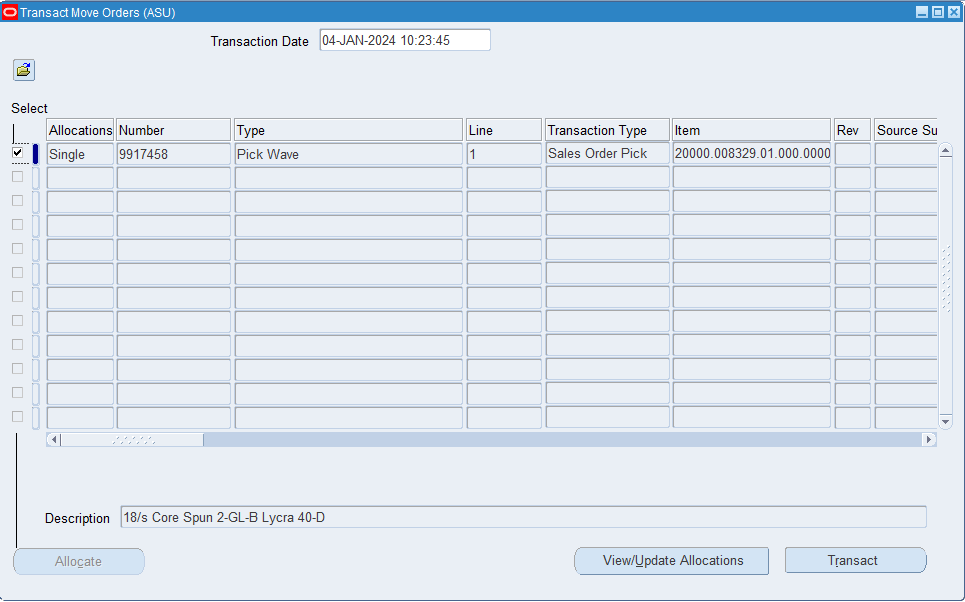 Transact Move Orders (ASU)
Transaction Date 04-JAN-2024 10:23:45
Select
Allocations Number Type Line Transaction Type Item Rev Source Su
Single 9917458 Pick Wave 1 Sales Order Pick 20000.008329.01.000.0000
Description 18/s Core Spun 2-GL-B Lycra 40-D
Allocate View/Update Allocations Transact